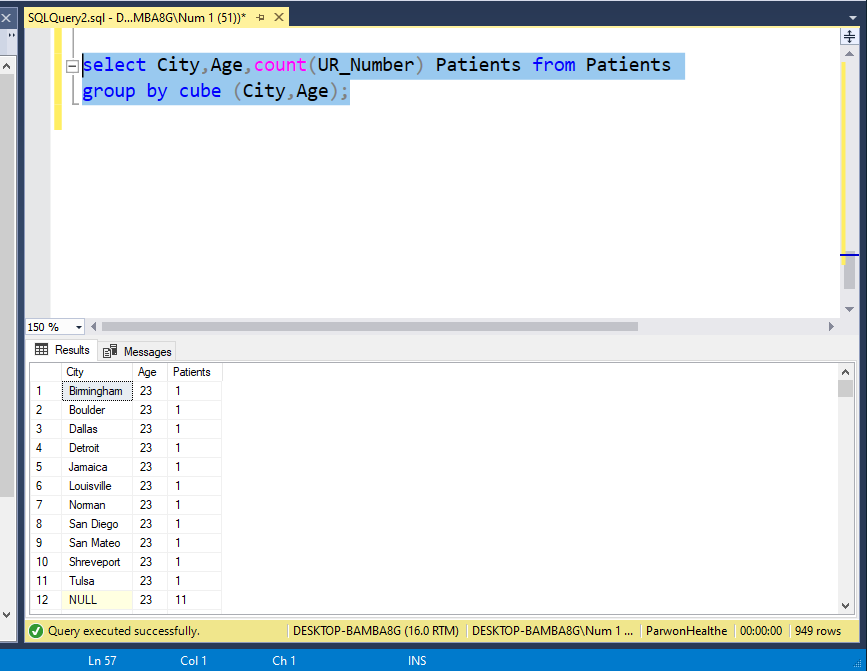 SQLQuery2.sql - D...MBA8G\Num 1 (51))*
select City,Age,count(UR_Number) Patients from Patients
group by cube (City,Age);
150 %
Results Messages
City Age Patients
1 Birmingham 23 1
2 Boulder 23 1
3 Dallas 23 1
4 Detroit 23 1
5 Jamaica 23 1
6 Louisville 23 1
7 Norman 23 1
8 San Diego 23 1
9 San Mateo 23 1
10 Shreveport 23 1
11 Tulsa 23 1
12 NULL 23 11
Query executed successfully. DESKTOP-BAMBA8G (16.0 RTM) DESKTOP-BAMBA8G\Num 1 ... ParwonHealthe 00:00:00 949 rows
Ln 57 Col 1 Ch 1 INS